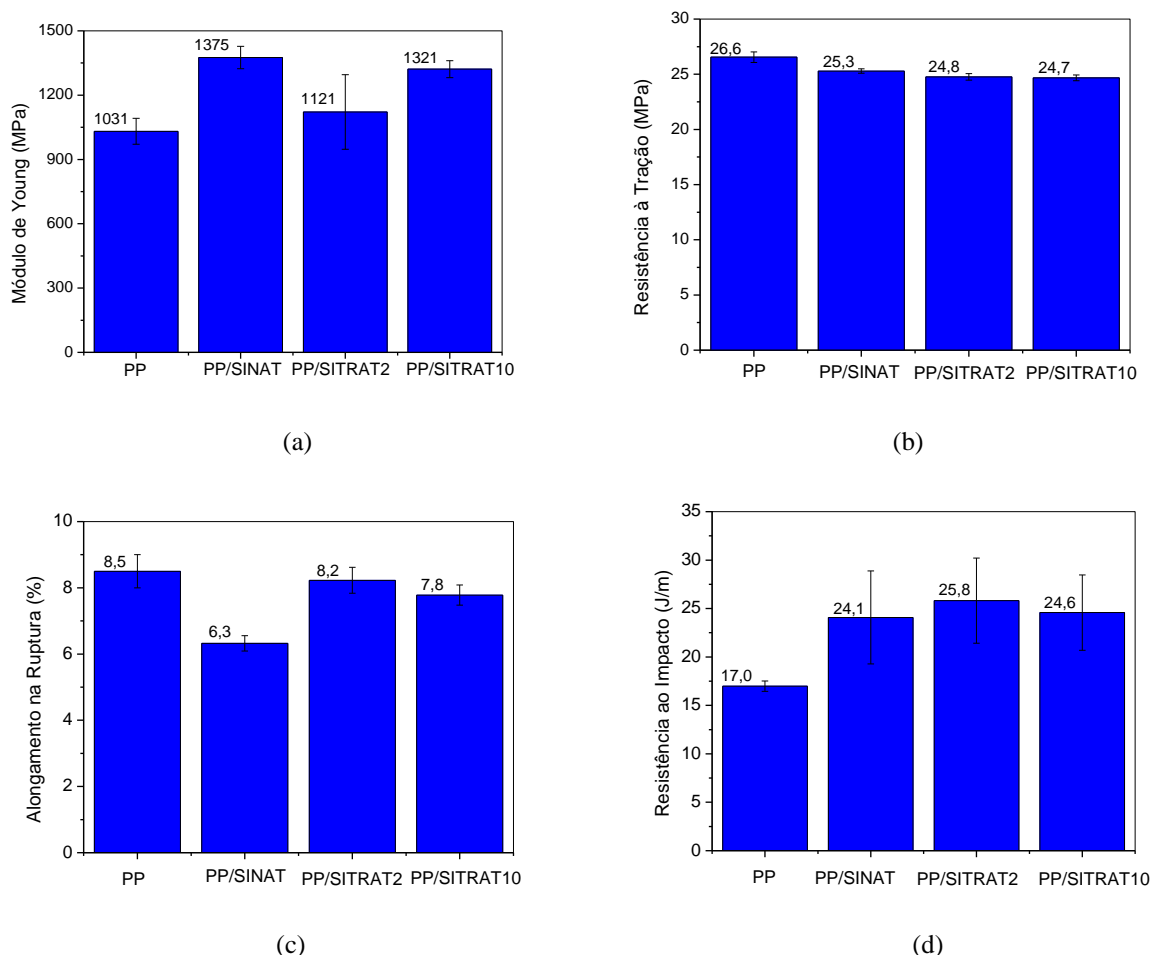 Módulo de Young (MPa)
1500
1200
900
600
300
0
1031
1375
1121
1321
PP
PP/SINAT
PP/SITRAT2
PP/SITRAT10
(a)
Resistência à Tração (MPa)
30
25
20
15
10
5
0
26,6
25,3
24,8
24,7
PP
PP/SINAT
PP/SITRAT2
PP/SITRAT10
(b)
Alongamento na Ruptura (%)
10
8
6
4
2
0
8,5
6,3
8,2
7,8
PP
PP/SINAT
PP/SITRAT2
PP/SITRAT10
(c)
Resistência ao Impacto (J/m)
35
30
25
20
15
10
5
0
17,0
24,1
25,8
24,6
PP
PP/SINAT
PP/SITRAT2
PP/SITRAT10
(d)